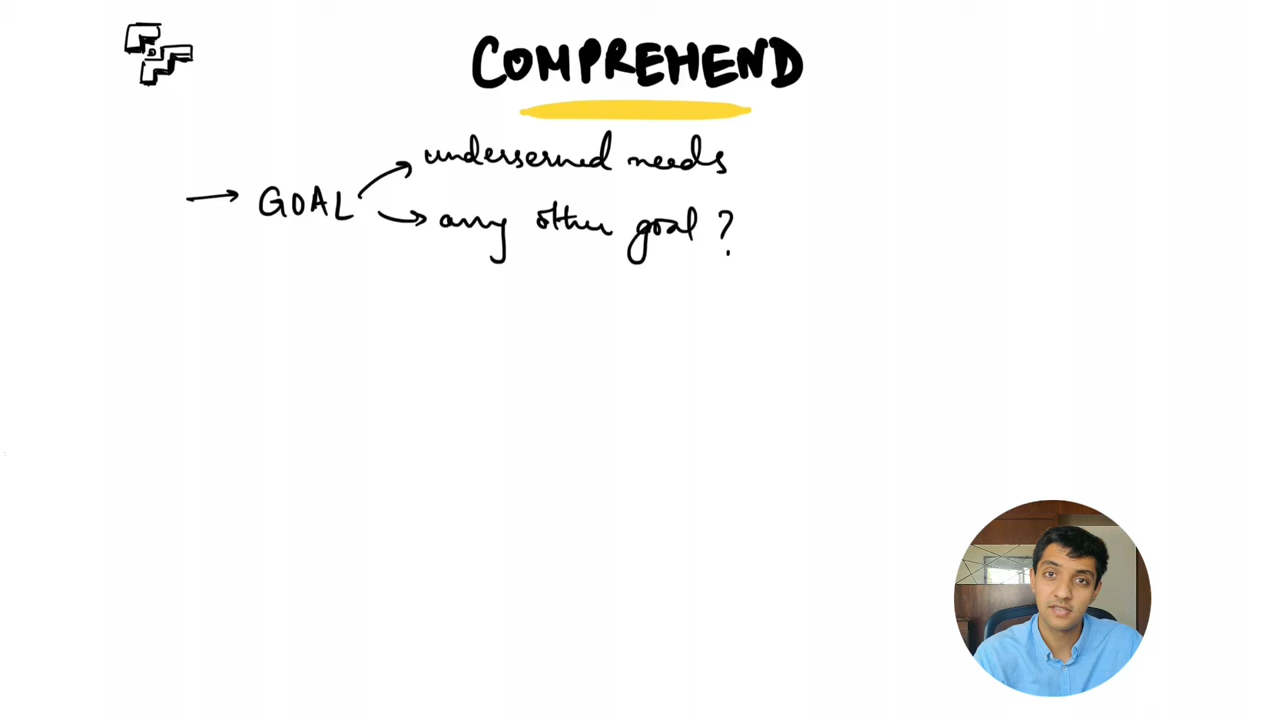 COMPREHEND
underserved needs
→ GOAL
any other goal ?